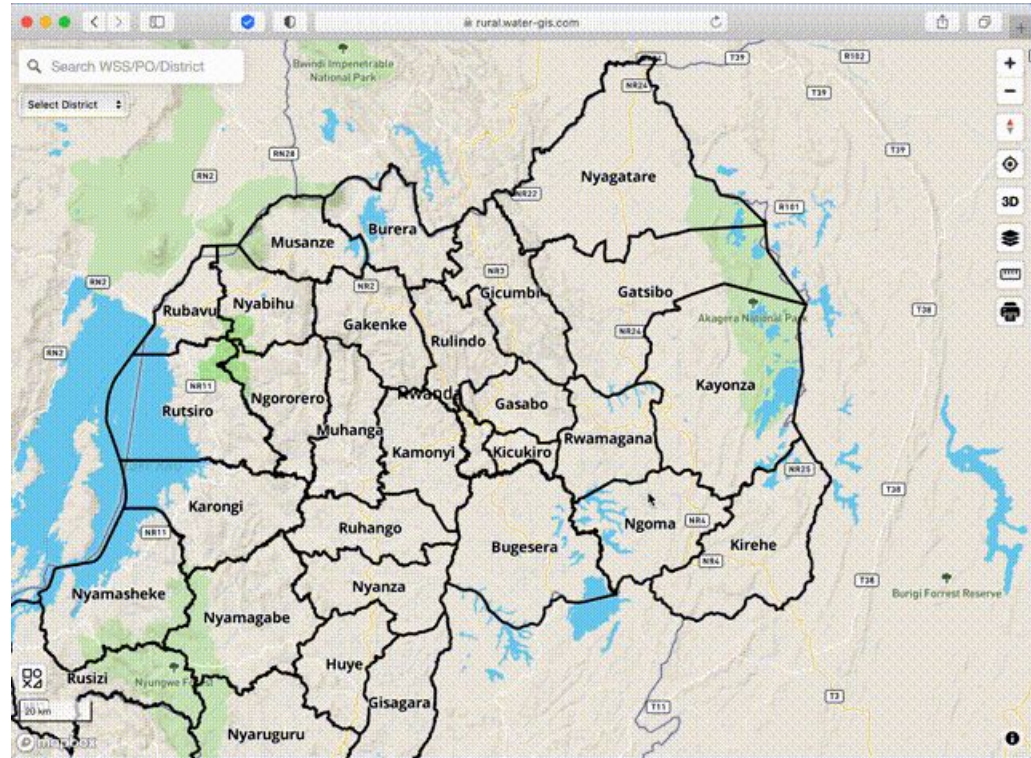 rural.water-gis.com
Search WSS/PO/District
Select District
Bwindi Impenetrable
National Park
NR24
T39
R102
T39
T39
RN28
RN2
NR22
R101
Nyagatare
Burera
Musanze
RN2
NR3
Gicumbi
Gatsibo
NR2
Nyabihu
Rubavu
Gakenke
Rulindo
NR24
Akagera National Park
T38
3D
RN2
NR11
Rutsiro
Ngororero
Rwanda
Gasabo
Kayonza
Muhanga
Kamonyi
Kicukiro
Rwamagana
NR25
T38
Karongi
NR11
Ruhango
Bugesera
Ngoma
NR4
Kirehe
NR4
T38
Nyamasheke
Nyanza
Nyamagabe
Burigi Forrest Reserve
Huye
Rusizi
Nyungwe
Gisagara
T3
T11
20 km
Nyaruguru
mapbox